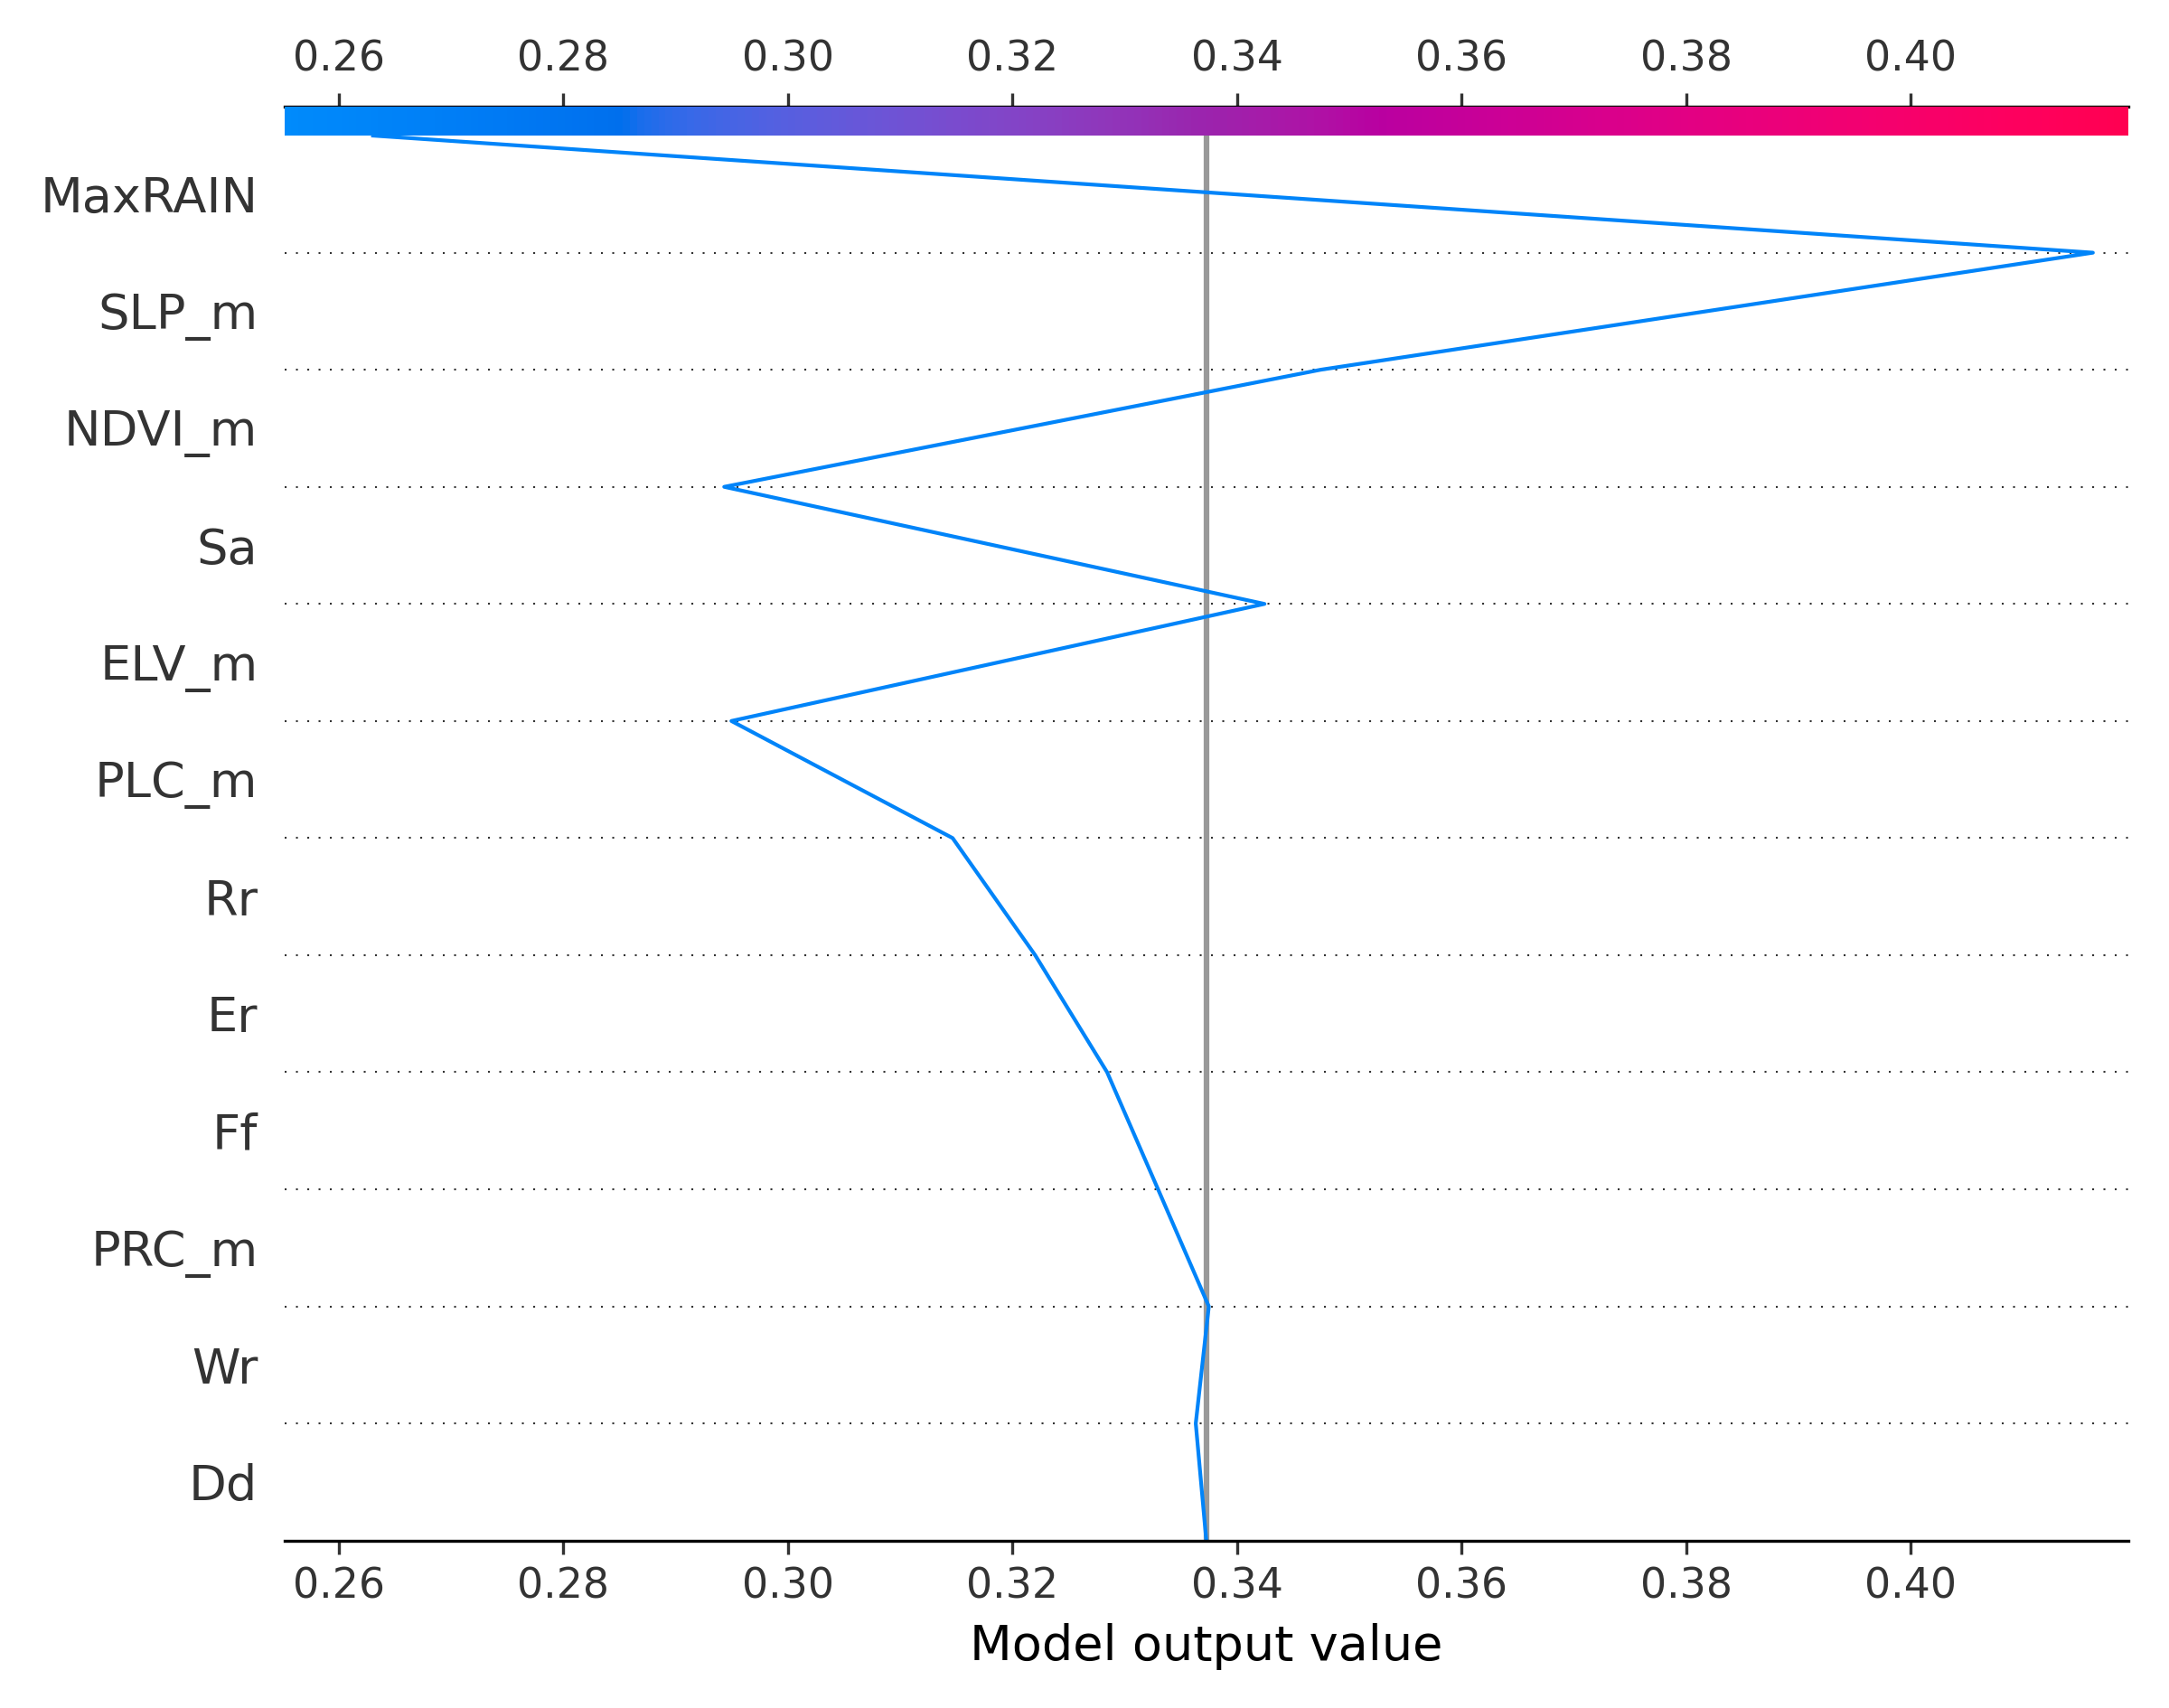 0.26 0.28 0.30 0.32 0.34 0.36 0.38 0.40
MaxRAIN
SLP_m
NDVI_m
Sa
ELV_m
PLC_m
Rr
Er
Ff
PRC_m
Wr
Dd
0.26 0.28 0.30 0.32 0.34 0.36 0.38 0.40
Model output value